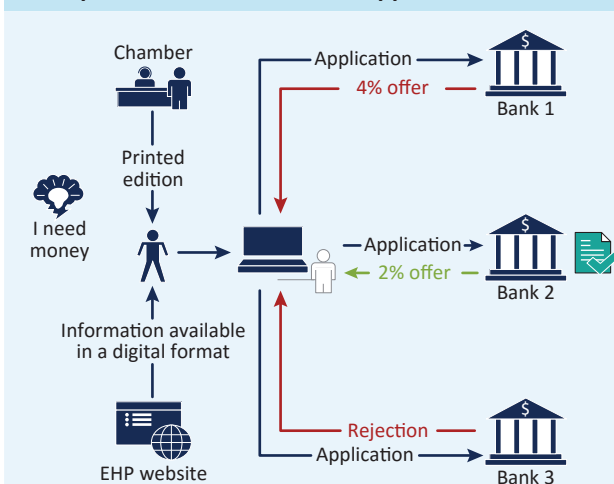 Chamber
Application
4% offer
Bank 1
Printed
edition
I need
money
Application
2% offer
Bank 2
Information available
in a digital format
Rejection
Application
EHP website
Bank 3
$
$
$